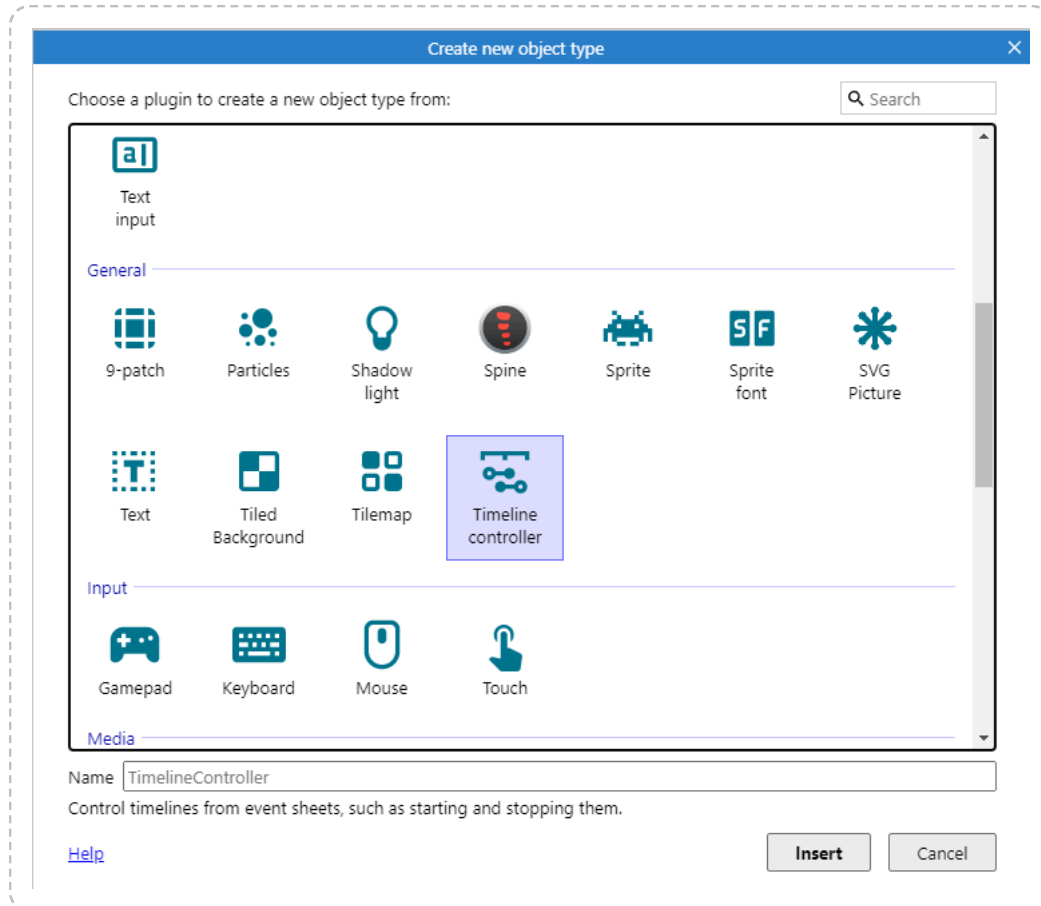 Create new object type
Choose a plugin to create a new object type from:
Search
a
Text
input
General
9-patch
Particles
Shadow
light
Spine
Sprite
S F
Sprite
font
SVG
Picture
T
Text
Tiled
Background
Tilemap
Timeline
controller
Input
Gamepad
Keyboard
Mouse
Touch
Media
Name TimelineController
Control timelines from event sheets, such as starting and stopping them.
Help
Insert
Cancel